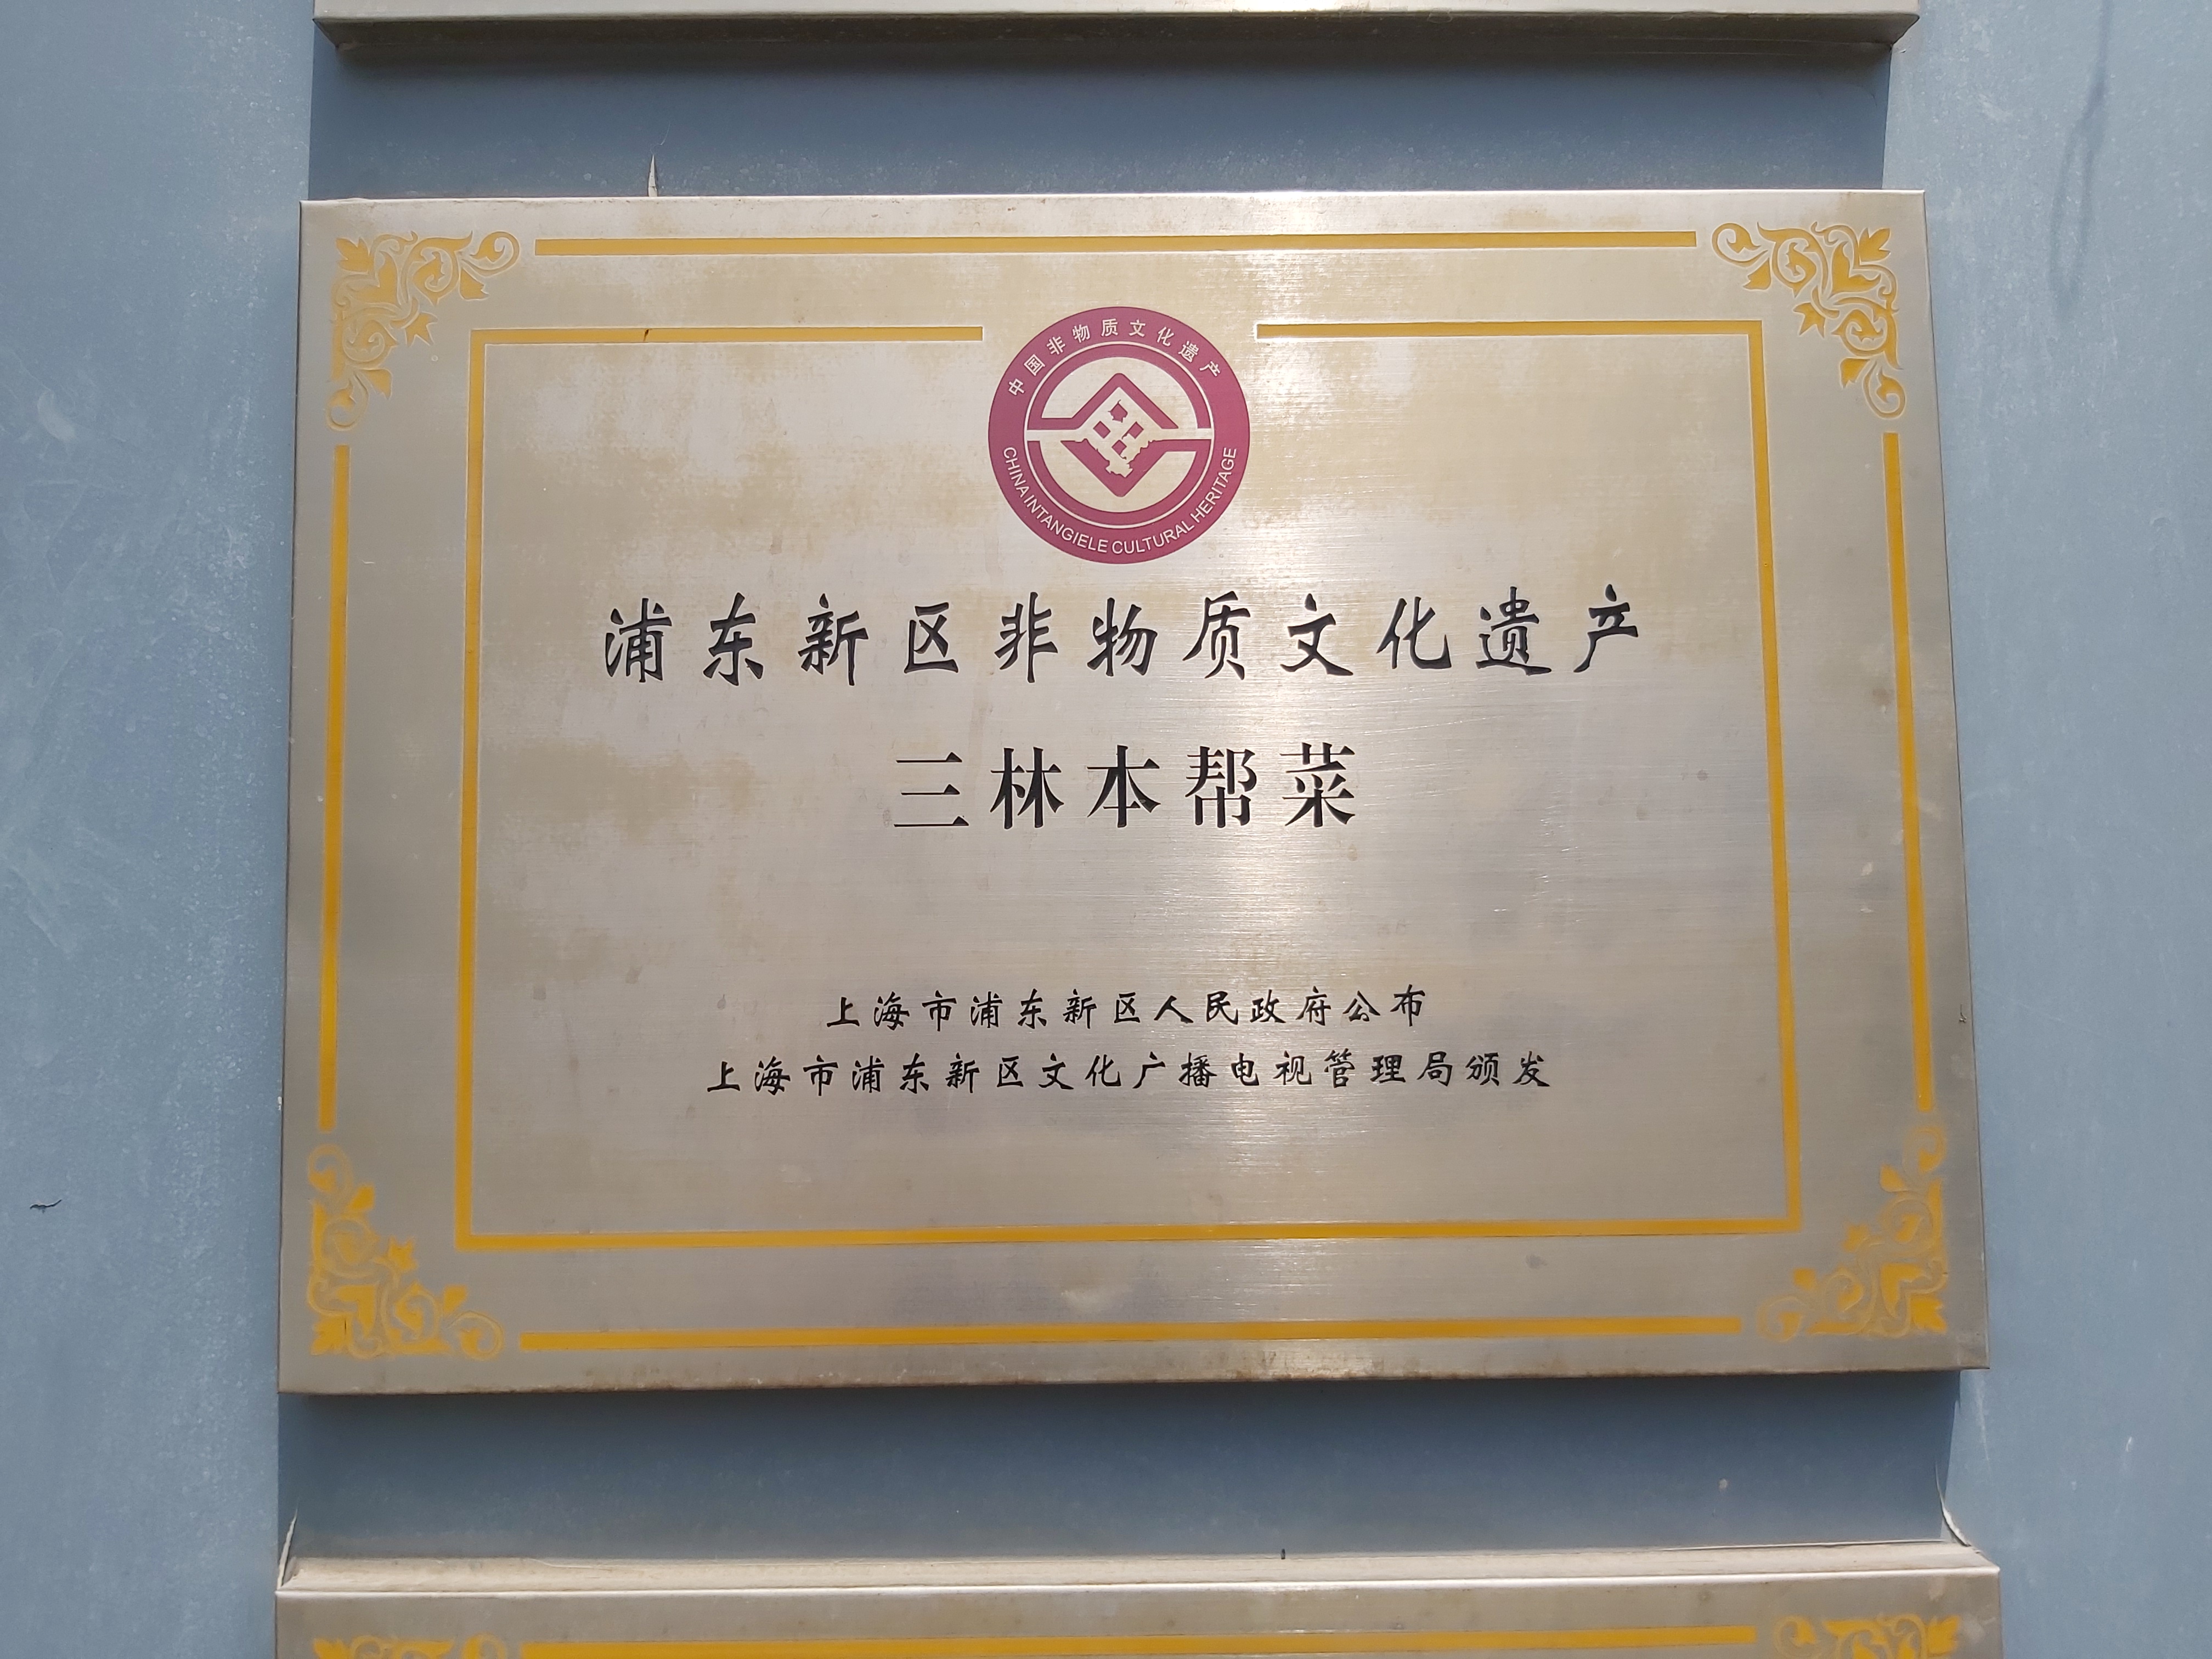 中国非物质文化遗产
CHINA INTANGIELE CULTURAL HERITAGE
浦东新区非物质文化遗产
三林本帮菜
上海市浦东新区人民政府公布
上海市浦东新区文化广播电视管理局颁发